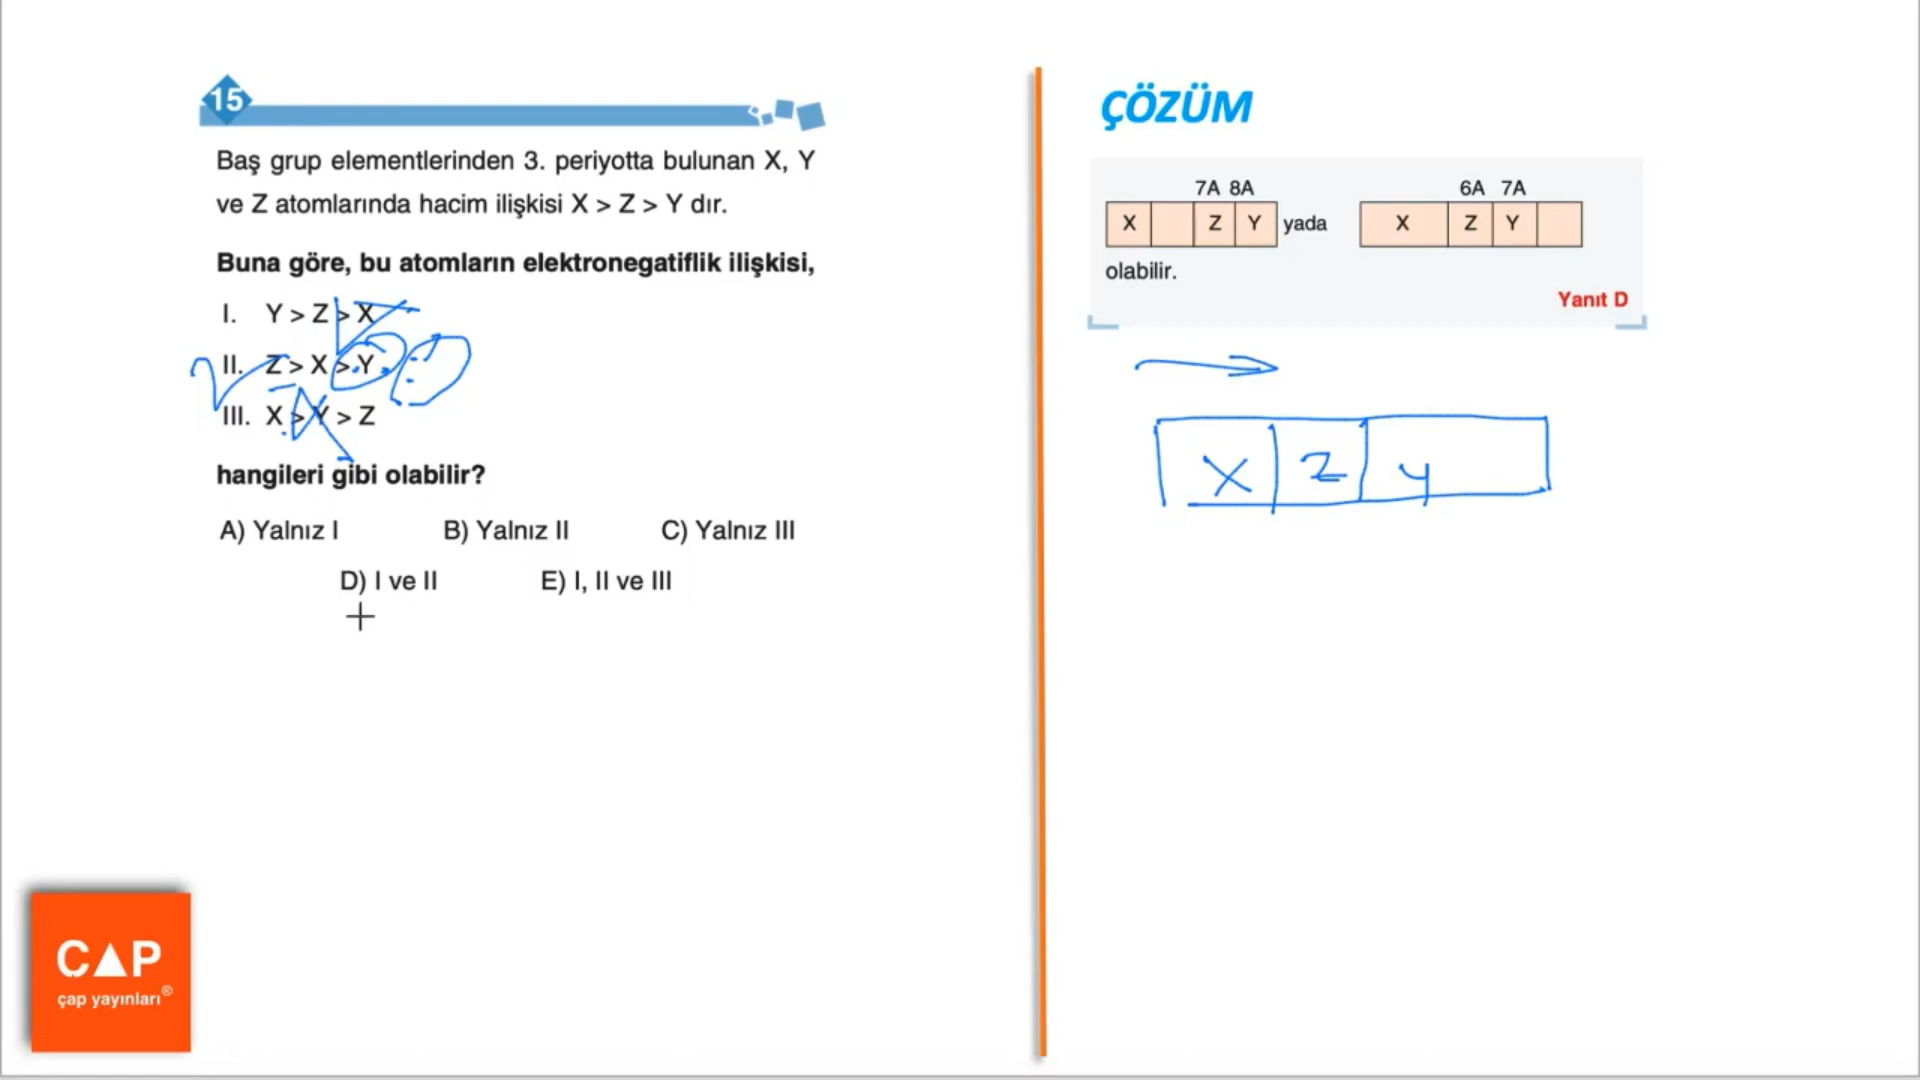 15
Baş grup elementlerinden 3. periyotta bulunan X, Y
ve Z atomlarında hacim ilişkisi X > Z > Y dır.
Buna göre, bu atomların elektronegatiflik ilişkisi,
I. Y > Z > X
II. Z > X > Y
III. X > Y > Z
hangileri gibi olabilir?
A) Yalnız I B) Yalnız II C) Yalnız III
D) I ve II E) I, II ve III
ÇÖZÜM
7A 8A 6A 7A
X Z Y yada X Z Y
olabilir.
Yanıt D
X Z Y
CAP
çap yayınları®